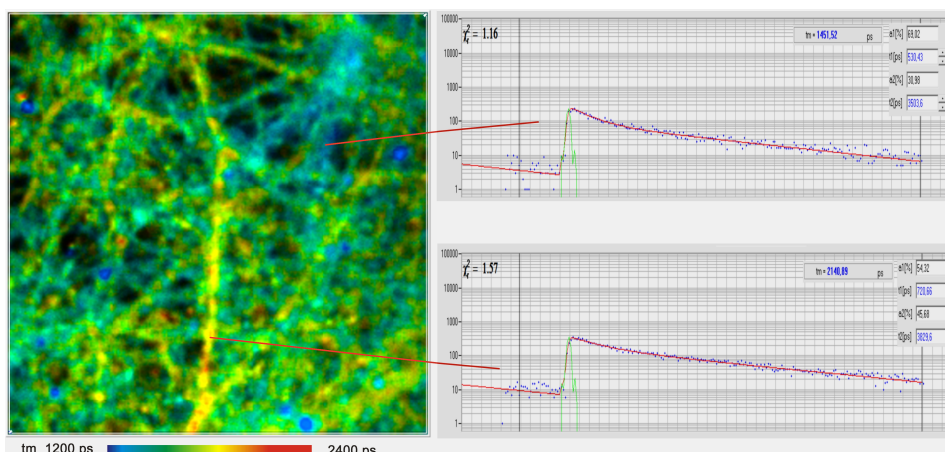 100000
10000
1000
100
10
1
χr² = 1.16
tm = 1451,52 ps
a1[%] 69,02
t1[ps] 530,43
a2[%] 30,98
t2[ps] 3503,6
100000
10000
1000
100
10
1
χr² = 1.57
tm = 2140,89 ps
a1[%] 54,32
t1[ps] 720,66
a2[%] 45,68
t2[ps] 3829,6
tm 1200 ps 2400 ps